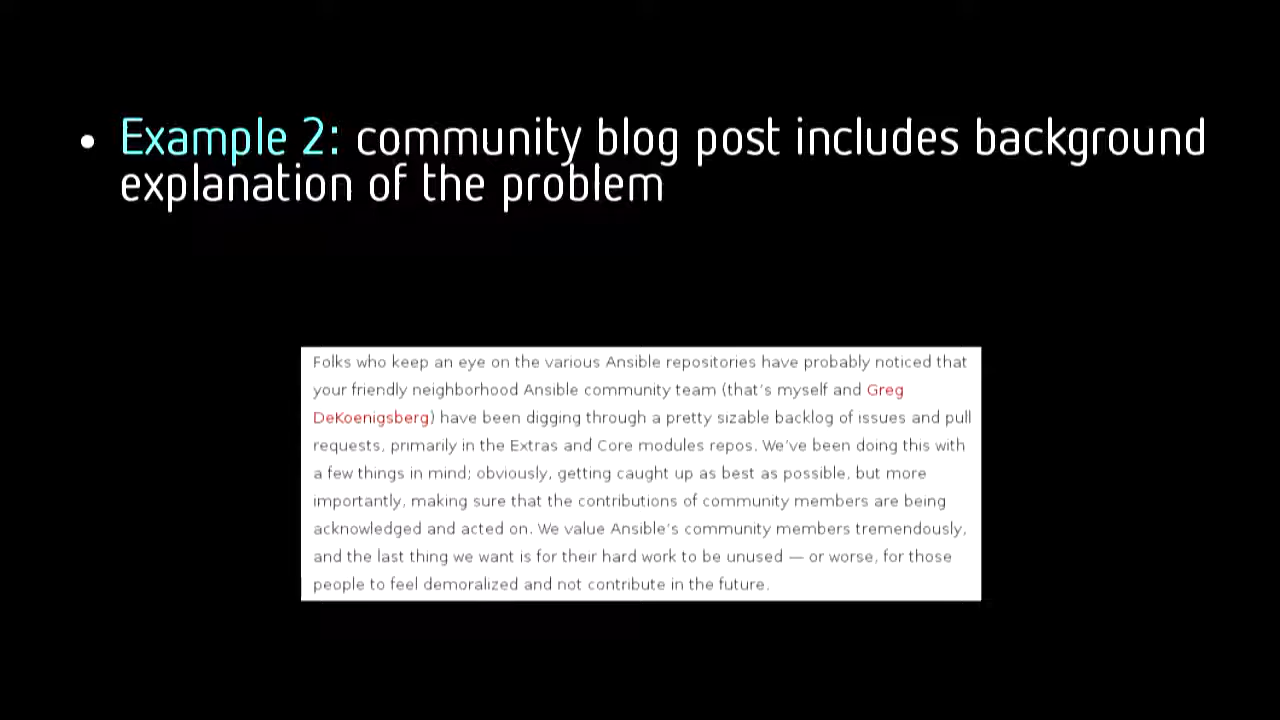 • Example 2: community blog post includes background
explanation of the problem
Folks who keep an eye on the various Ansible repositories have probably noticed that
your friendly neighborhood Ansible community team (that's myself and Greg
DeKoenigsberg) have been digging through a pretty sizable backlog of issues and pull
requests, primarily in the Extras and Core modules repos. We've been doing this with
a few things in mind; obviously, getting caught up as best as possible, but more
importantly, making sure that the contributions of community members are being
acknowledged and acted on. We value Ansible's community members tremendously,
and the last thing we want is for their hard work to be unused — or worse, for those
people to feel demoralized and not contribute in the future.